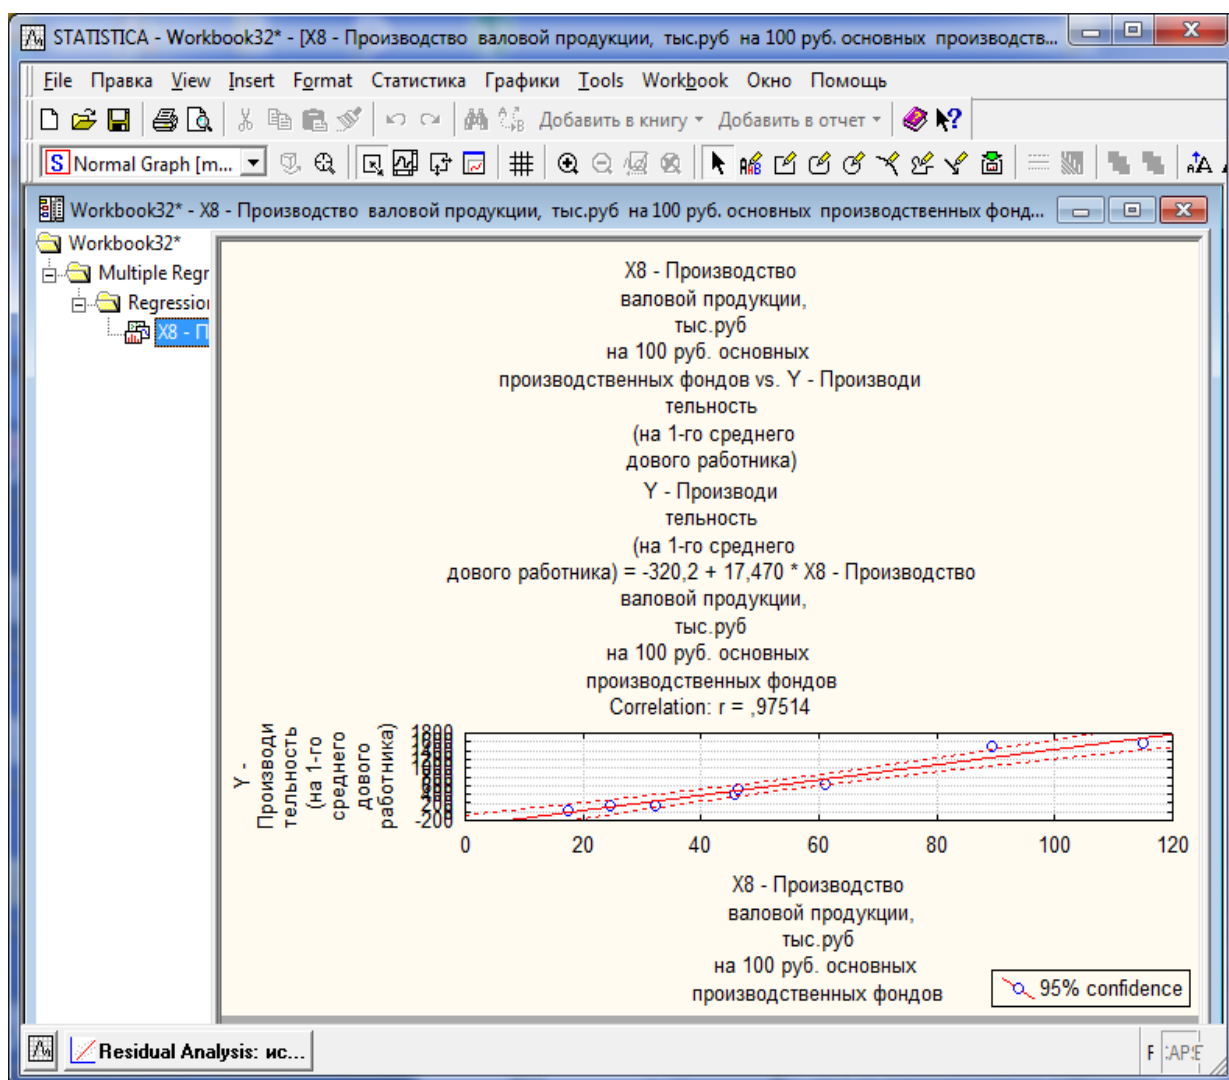 STATISTICA - Workbook32* - [X8 - Производство валовой продукции, тыс.руб на 100 руб. основных производств...
File Правка View Insert Format Статистика Графики Tools Workbook Окно Помощь
Добавить в книгу Добавить в отчет
Normal Graph [m...
Workbook32* - X8 - Производство валовой продукции, тыс.руб на 100 руб. основных производственных фонд...
Workbook32*
Multiple Regr
Regression
X8 - П
X8 - Производство
валовой продукции,
тыс.руб
на 100 руб. основных
производственных фондов vs. Y - Производи
тельность
(на 1-го среднего
дового работника)
Y - Производи
тельность
(на 1-го среднего
дового работника) = -320,2 + 17,470 * X8 - Производство
валовой продукции,
тыс.руб
на 100 руб. основных
производственных фондов
Correlation: r = ,97514
Y -
Производи
тельность
(на 1-го
среднего
дового
работника)
1800
-200
0 20 40 60 80 100 120
X8 - Производство
валовой продукции,
тыс.руб
на 100 руб. основных
производственных фондов
95% confidence
Residual Analysis: ис...